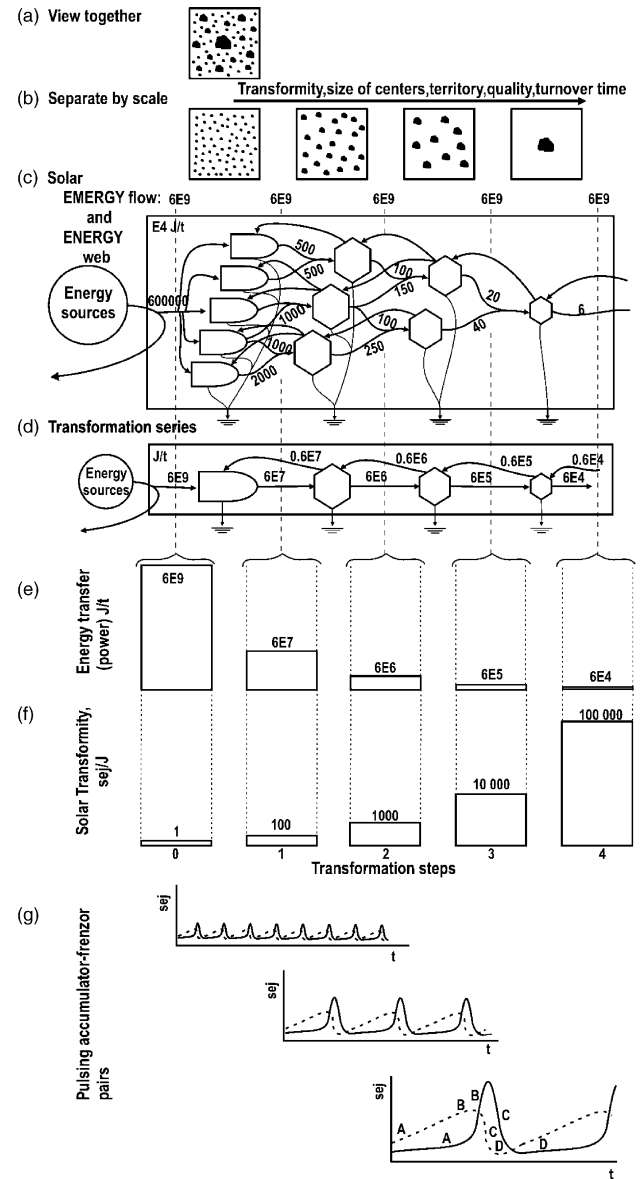 (a) View together
(b) Separate by scale
Transformity,size of centers,territory,quality,turnover time
(c) Solar
EMERGY flow:
and
ENERGY
web
6E9 6E9 6E9 6E9 6E9
E4 J/t
Energy
sources
600000
500
500
1000
1000
2000
100
150
100
250
20
40
6
(d) Transformation series
J/t
Energy
sources
6E9
0.6E7 0.6E6 0.6E5 0.6E4
6E7 6E6 6E5 6E4
(e)
Energy transfer
(power) J/t
6E9
6E7
6E6
6E5
6E4
(f)
Solar Transformity,
sej/J
1
100
1000
10 000
100 000
0 1 2 3 4
Transformation steps
(g)
Pulsing accumulator-frenzor
pairs
sej
t
sej
t
sej
A
A
B
B
C
C
D
D
t